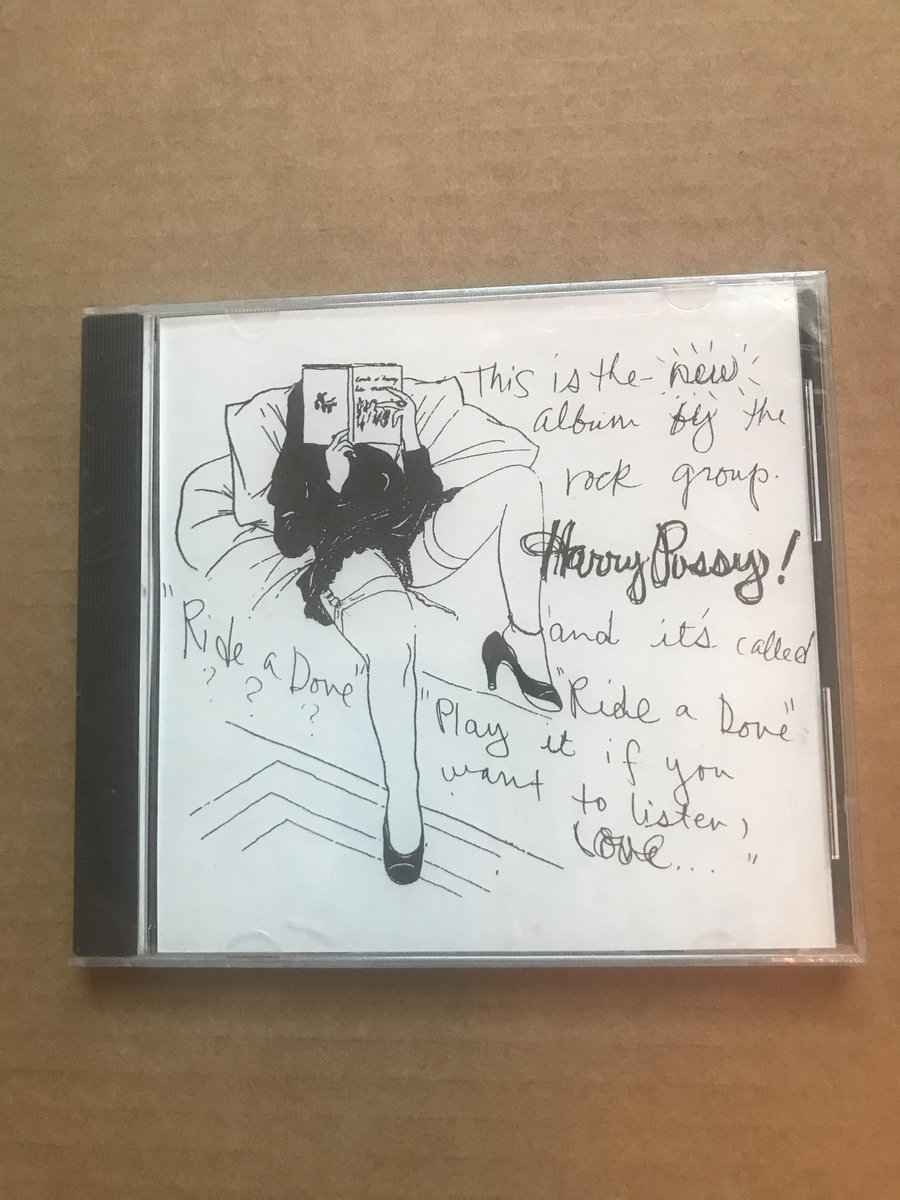 This is the new
album by the
rock group.
Harry Pussy!
and it's called
"Ride a Dove"
"Play it if you
want to listen,
Love.... "
"Ride a Dove"
? ? ?